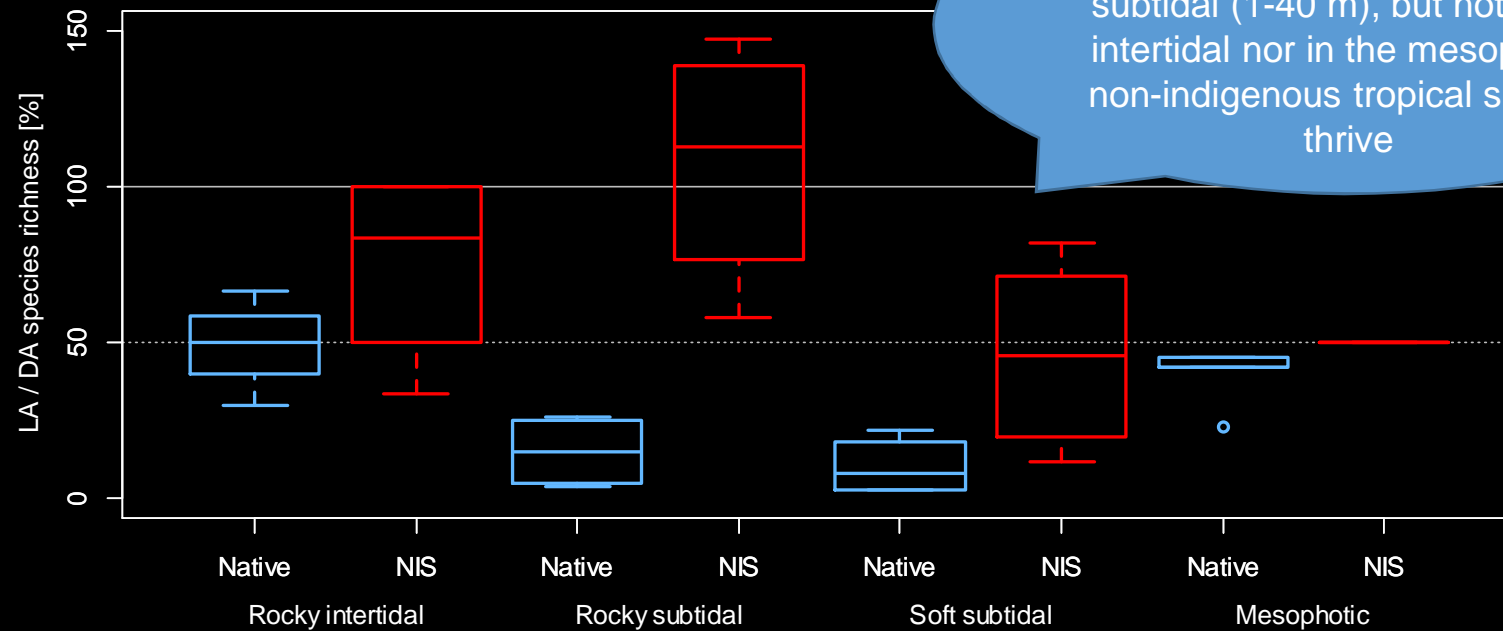 subtidal (1-40 m), but not
intertidal nor in the
non-indigenous tropical
thrive
LA / DA species richness [%]
150
100
50
0
Native NIS Native NIS Native NIS Native NIS
Rocky intertidal Rocky subtidal Soft subtidal Mesophotic